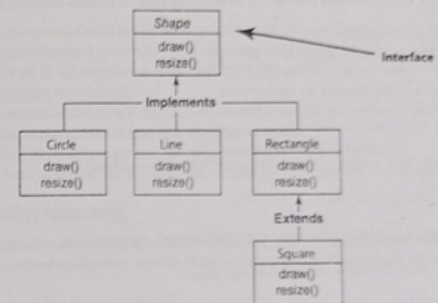 Shape
draw()
resize()
Interface
Implements
Circle
draw()
resize()
Line
draw()
resize()
Rectangle
draw()
resize()
Extends
Square
draw()
resize()